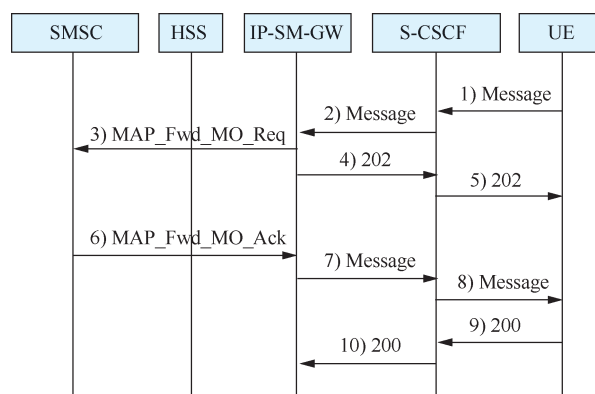 SMSC HSS IP-SM-GW S-CSCF UE
1) Message
2) Message
3) MAP_Fwd_MO_Req
4) 202
5) 202
6) MAP_Fwd_MO_Ack
7) Message
8) Message
9) 200
10) 200